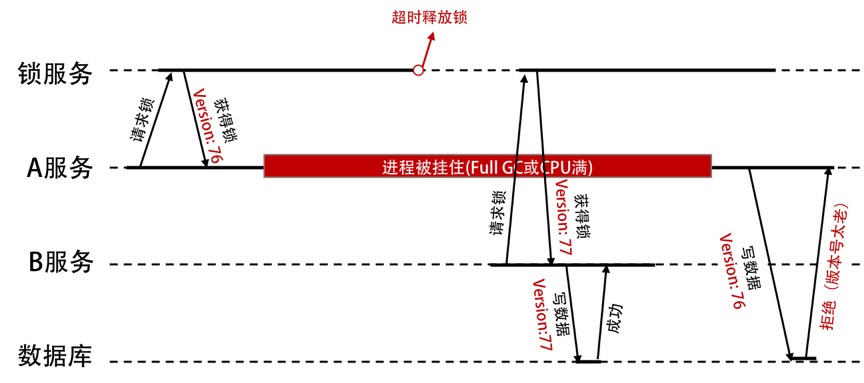 超时释放锁
锁服务
请求锁
获得锁
Version: 76
A服务
进程被挂住(Full GC或CPU满)
请求锁
获得锁
Version: 77
B服务
写数据
Version:77
成功
写数据
Version: 76
拒绝（版本号太老）
数据库